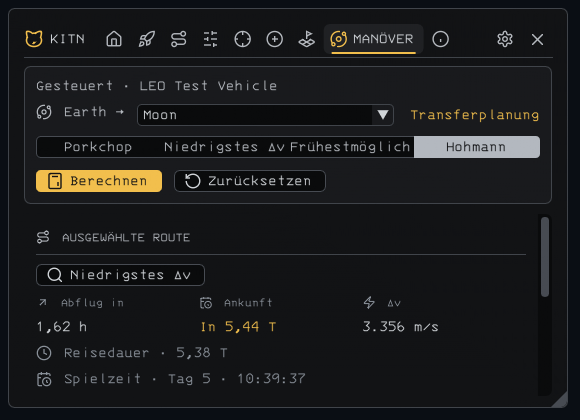 KITN MANÖVER
Gesteuert · LEO Test Vehicle
Earth → Moon Transferplanung
Porkchop Niedrigstes Δv Frühestmöglich Hohmann
Berechnen Zurücksetzen
AUSGEWÄHLTE ROUTE
Niedrigstes Δv
Abflug in Ankunft Δv
1,62 h In 5,44 T 3.356 m/s
Reisedauer · 5,38 T
Spielzeit · Tag 5 · 10:39:37